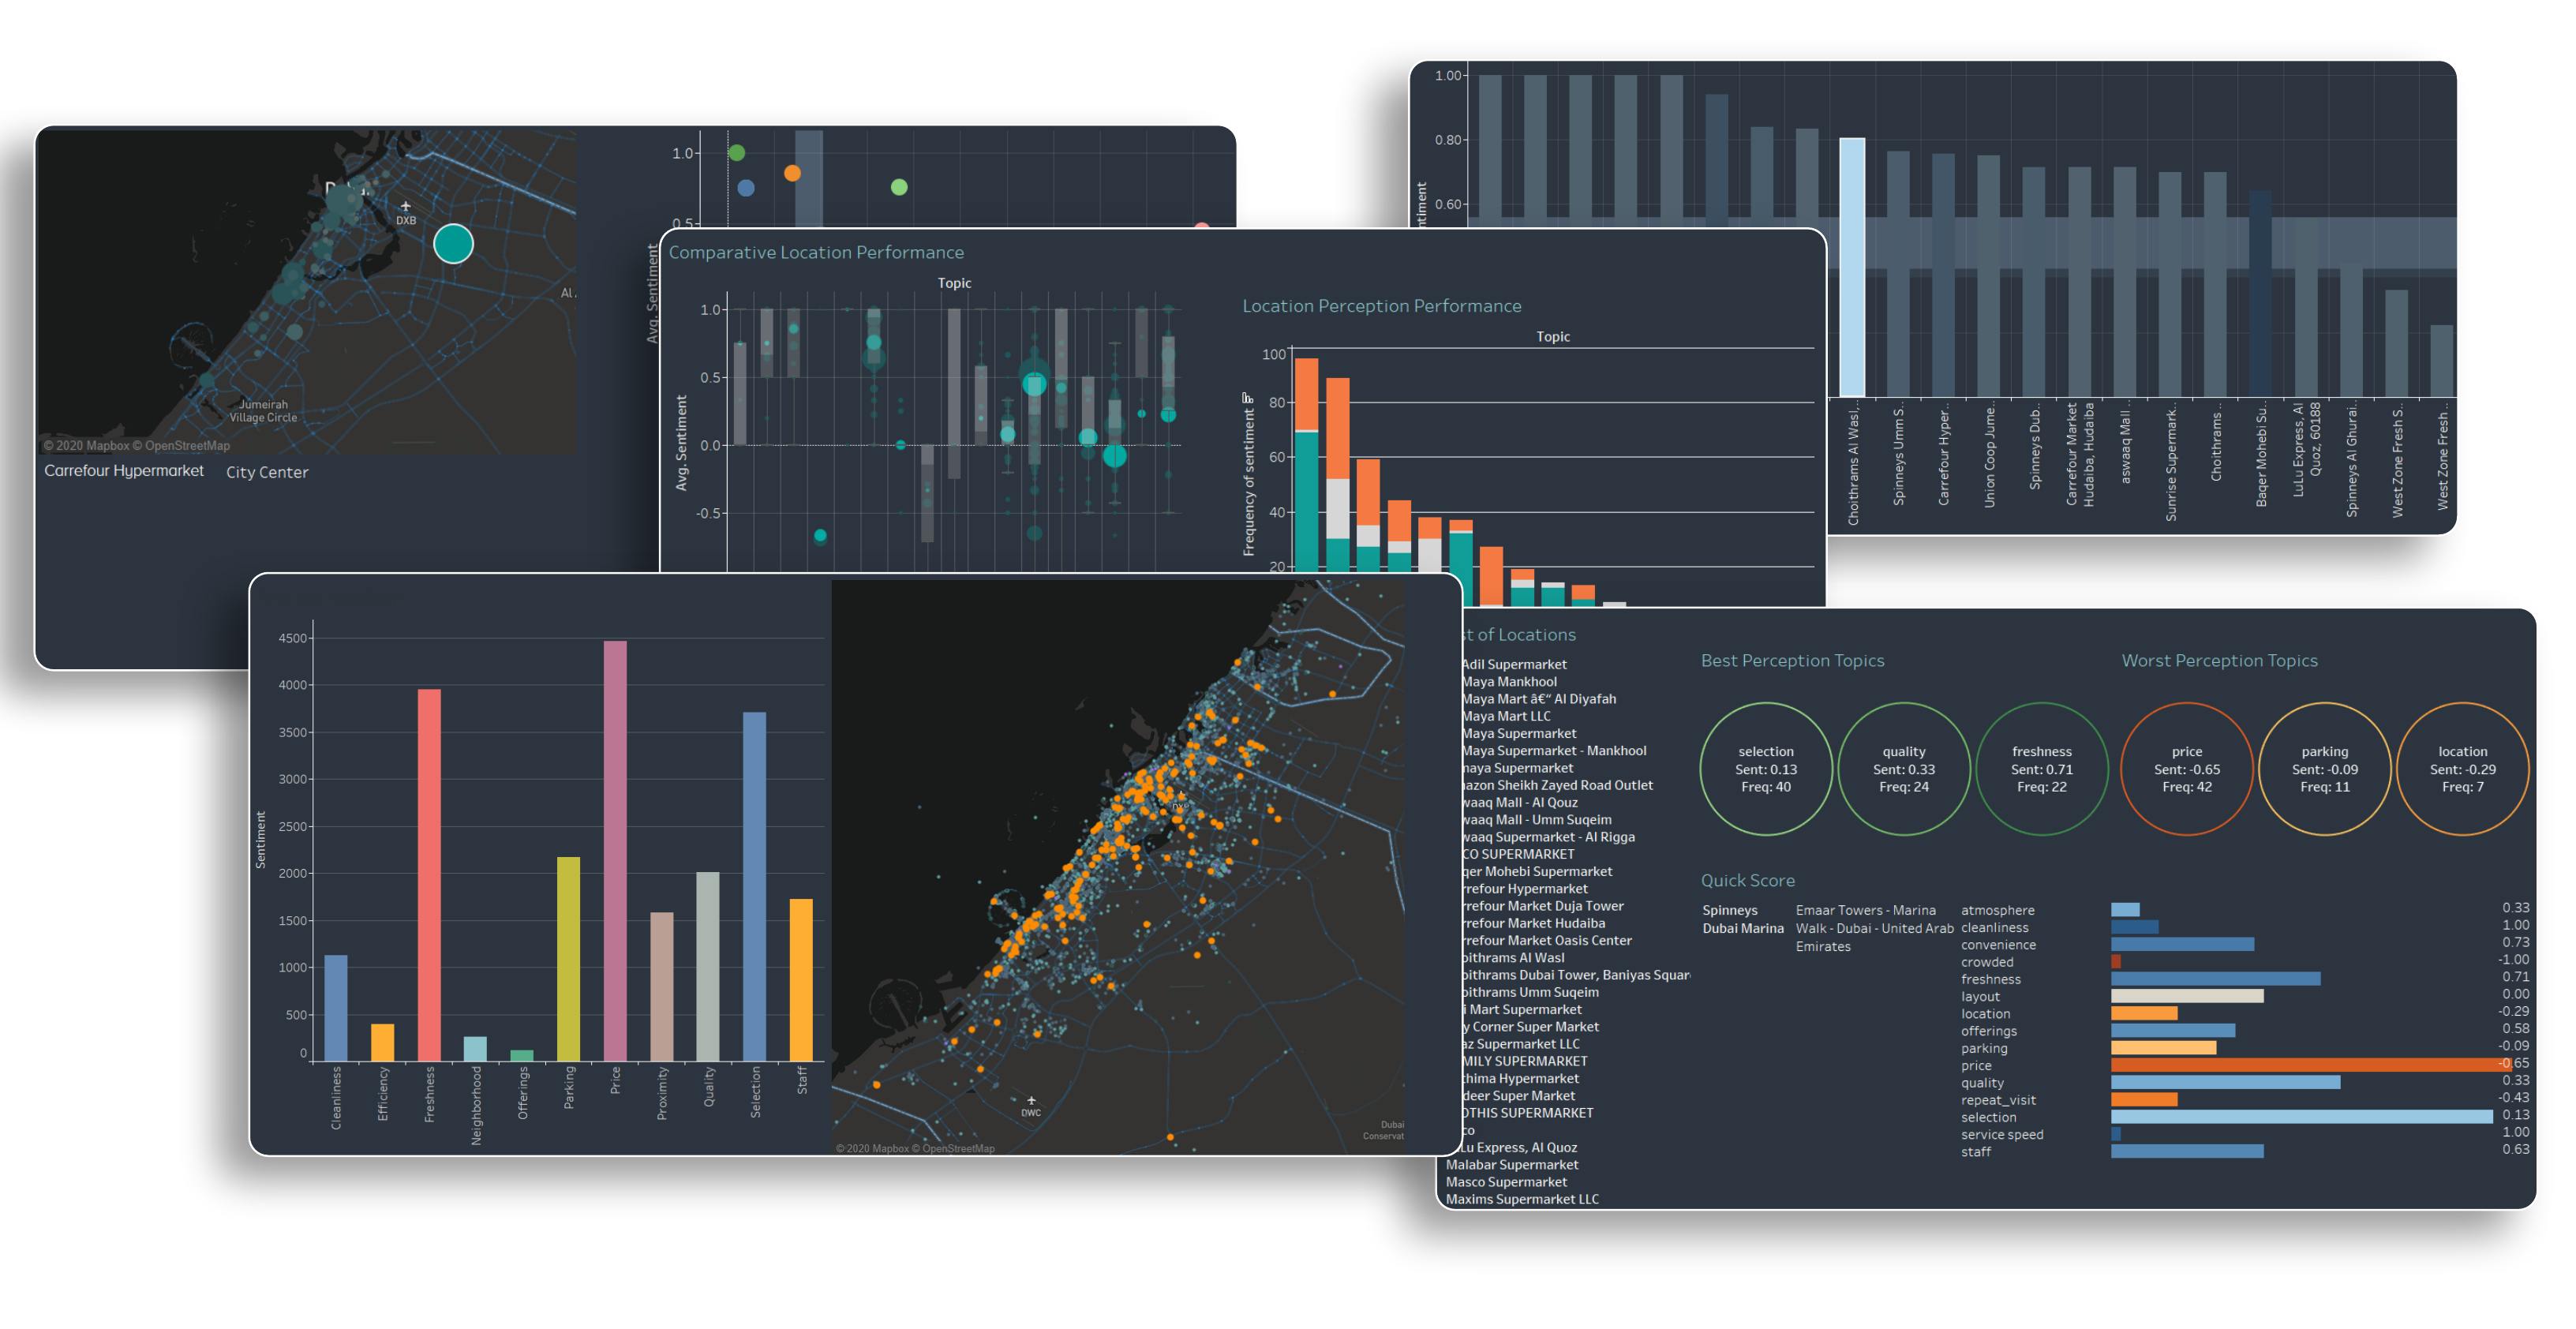 DXB
Al
Jumeirah
Village Circle
© 2020 Mapbox © OpenStreetMap
Carrefour Hypermarket
City Center
1.0
0.5
Avg. Sentiment
1.00
0.80
0.60
Choithrams Al Wasl,..
Spinneys Umm S..
Carrefour Hyper..
Union Coop Jume..
Spinneys Dub..
Carrefour Market
Hudaiba, Hudaiba
aswaaq Mall ..
Sunrise Supermark..
Choithrams ..
Baqer Mohebi Su..
LuLu Express, Al
Quoz, 60188
Spinneys Al Ghurai..
West Zone Fresh S..
West Zone Fresh ..
Comparative Location Performance
Topic
1.0
0.5
0.0
-0.5
Avg. Sentiment
Location Perception Performance
Topic
100
80
60
40
20
Frequency of sentiment
4500
4000
3500
3000
2500
2000
1500
1000
500
0
Sentiment
Cleanliness
Efficiency
Freshness
Neighborhood
Offerings
Parking
Price
Proximity
Quality
Selection
Staff
DWC
Dubai
Conservat
© 2020 Mapbox © OpenStreetMap
st of Locations
Adil Supermarket
Maya Mankhool
Maya Mart â€“ Al Diyafah
Maya Mart LLC
Maya Supermarket
Maya Supermarket - Mankhool
naya Supermarket
azon Sheikh Zayed Road Outlet
waaq Mall - Al Qouz
waaq Mall - Umm Suqeim
waaq Supermarket - Al Rigga
CO SUPERMARKET
qer Mohebi Supermarket
rrefour Hypermarket
rrefour Market Duja Tower
rrefour Market Hudaiba
rrefour Market Oasis Center
oithrams Al Wasl
oithrams Dubai Tower, Baniyas Squar
oithrams Umm Suqeim
i Mart Supermarket
y Corner Super Market
az Supermarket LLC
MILY SUPERMARKET
thima Hypermarket
deer Super Market
OTHIS SUPERMARKET
co
Lu Express, Al Quoz
Malabar Supermarket
Masco Supermarket
Maxims Supermarket LLC
Best Perception Topics
selection
Sent: 0.13
Freq: 40
quality
Sent: 0.33
Freq: 24
freshness
Sent: 0.71
Freq: 22
Worst Perception Topics
price
Sent: -0.65
Freq: 42
parking
Sent: -0.09
Freq: 11
location
Sent: -0.29
Freq: 7
Quick Score
Spinneys
Dubai Marina
Emaar Towers - Marina
Walk - Dubai - United Arab
Emirates
atmosphere 0.33
cleanliness 1.00
convenience 0.73
crowded -1.00
freshness 0.71
layout 0.00
location -0.29
offerings 0.58
parking -0.09
price -0.65
quality 0.33
repeat_visit -0.43
selection 0.13
service speed 1.00
staff 0.63